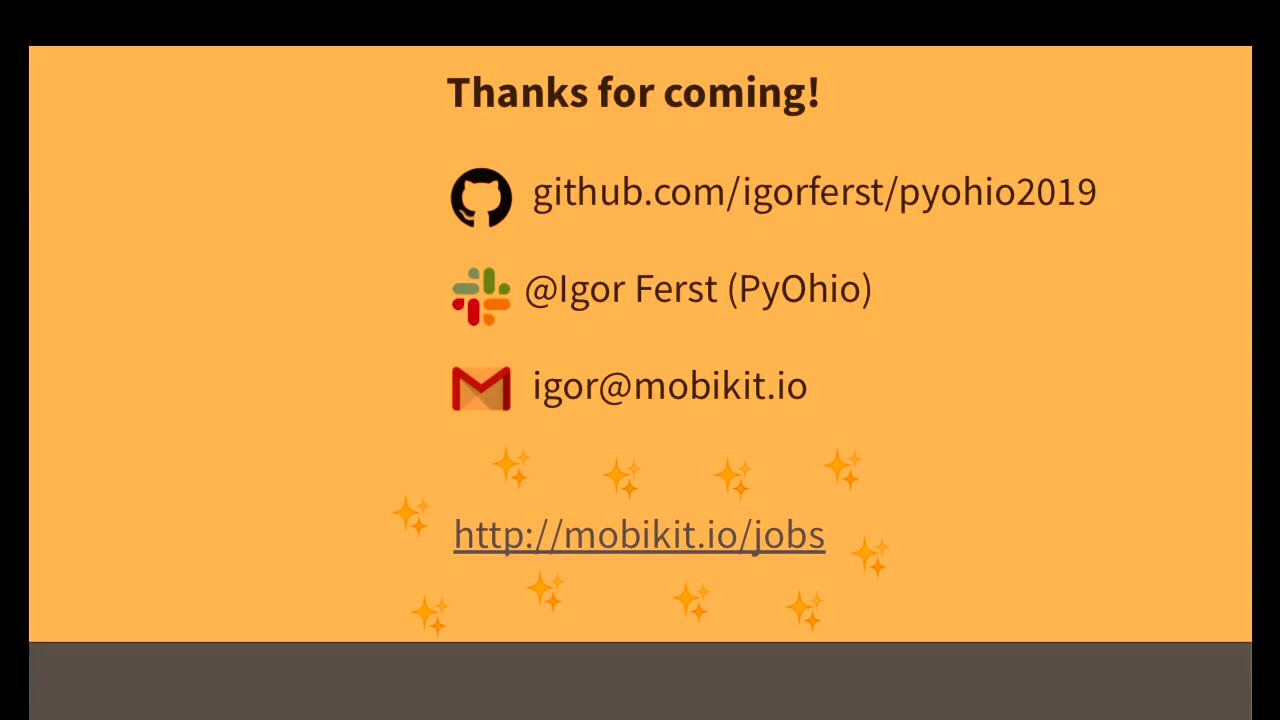 Thanks for coming!
github.com/igorferst/pyohio2019
@Igor Ferst (PyOhio)
igor@mobikit.io
http://mobikit.io/jobs